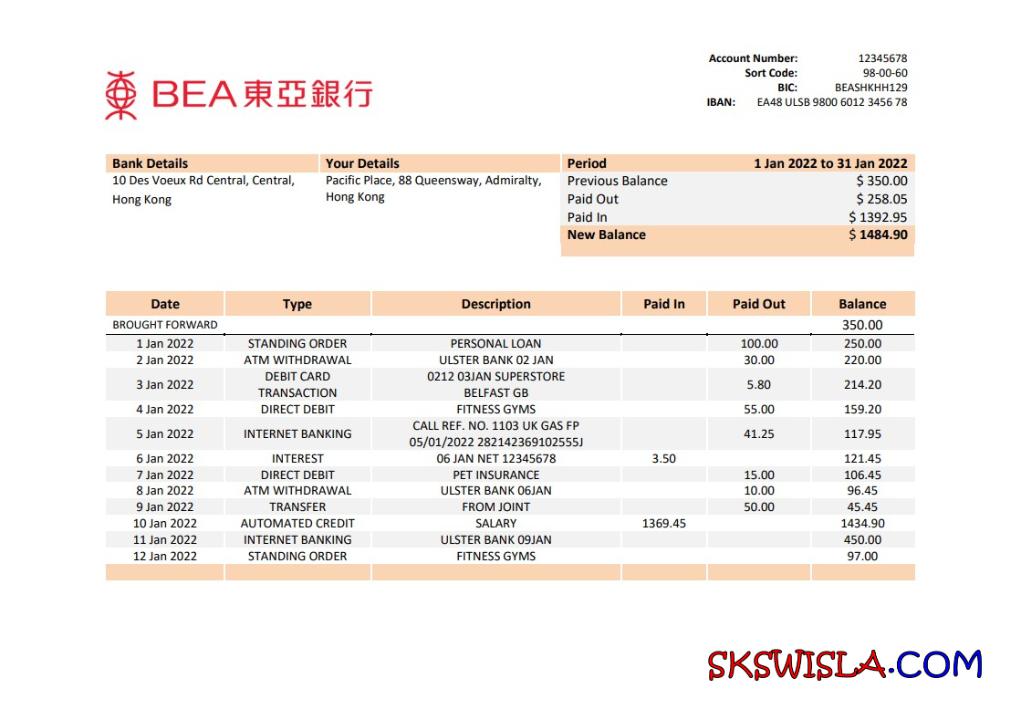 Account Number: 12345678
Sort Code: 98-00-60
BIC: BEASHKHH129
IBAN: EA48 ULSB 9800 6012 3456 78
BEA東亞銀行
Bank Details Your Details Period 1 Jan 2022 to 31 Jan 2022
10 Des Voeux Rd Central, Central, Pacific Place, 88 Queensway, Admiralty, Previous Balance $ 350.00
Hong Kong Hong Kong Paid Out $ 258.05
Paid In $ 1392.95
New Balance $ 1484.90
Date Type Description Paid In Paid Out Balance
BROUGHT FORWARD 350.00
1 Jan 2022 STANDING ORDER PERSONAL LOAN 100.00 250.00
2 Jan 2022 ATM WITHDRAWAL ULSTER BANK 02 JAN 30.00 220.00
3 Jan 2022 DEBIT CARD 0212 03JAN SUPERSTORE 5.80 214.20
TRANSACTION BELFAST GB
4 Jan 2022 DIRECT DEBIT FITNESS GYMS 55.00 159.20
5 Jan 2022 INTERNET BANKING CALL REF. NO. 1103 UK GAS FP 41.25 117.95
05/01/2022 282142369102555J
6 Jan 2022 INTEREST 06 JAN NET 12345678 3.50 121.45
7 Jan 2022 DIRECT DEBIT PET INSURANCE 15.00 106.45
8 Jan 2022 ATM WITHDRAWAL ULSTER BANK 06JAN 10.00 96.45
9 Jan 2022 TRANSFER FROM JOINT 50.00 45.45
10 Jan 2022 AUTOMATED CREDIT SALARY 1369.45 1434.90
11 Jan 2022 INTERNET BANKING ULSTER BANK 09JAN 450.00
12 Jan 2022 STANDING ORDER FITNESS GYMS 97.00
SKSWISLA.COM